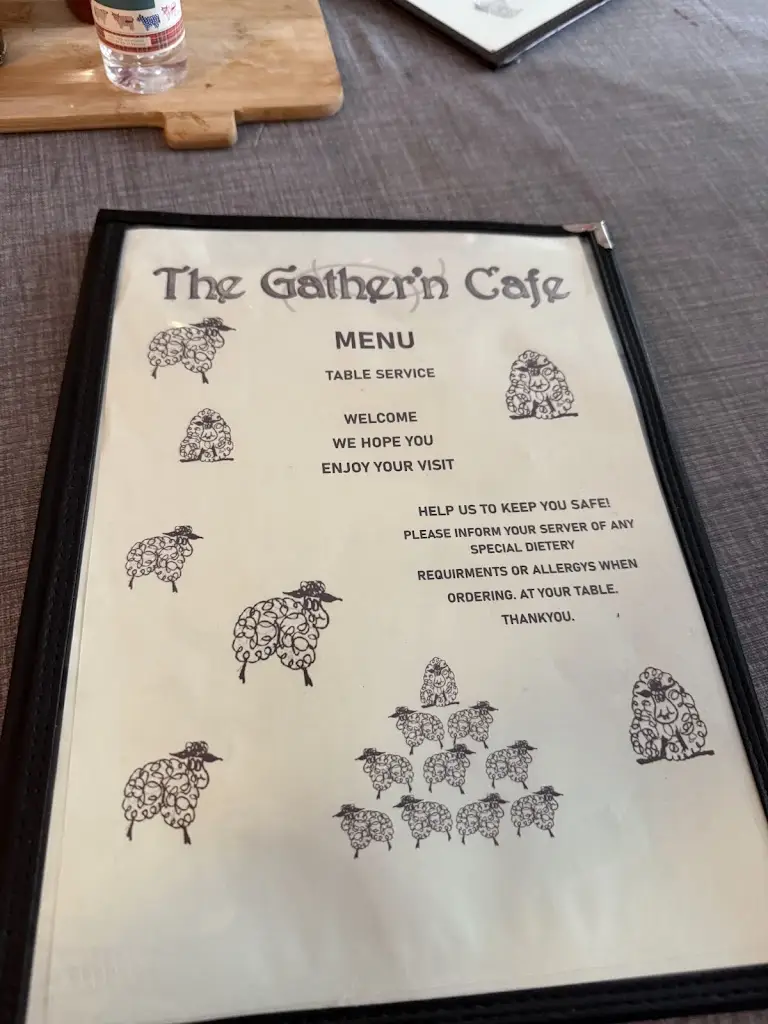 The Gather'n Cafe
MENU
TABLE SERVICE
WELCOME
WE HOPE YOU
ENJOY YOUR VISIT
HELP US TO KEEP YOU SAFE!
PLEASE INFORM YOUR SERVER OF ANY
SPECIAL DIETERY
REQUIRMENTS OR ALLERGYS WHEN
ORDERING. AT YOUR TABLE.
THANKYOU.